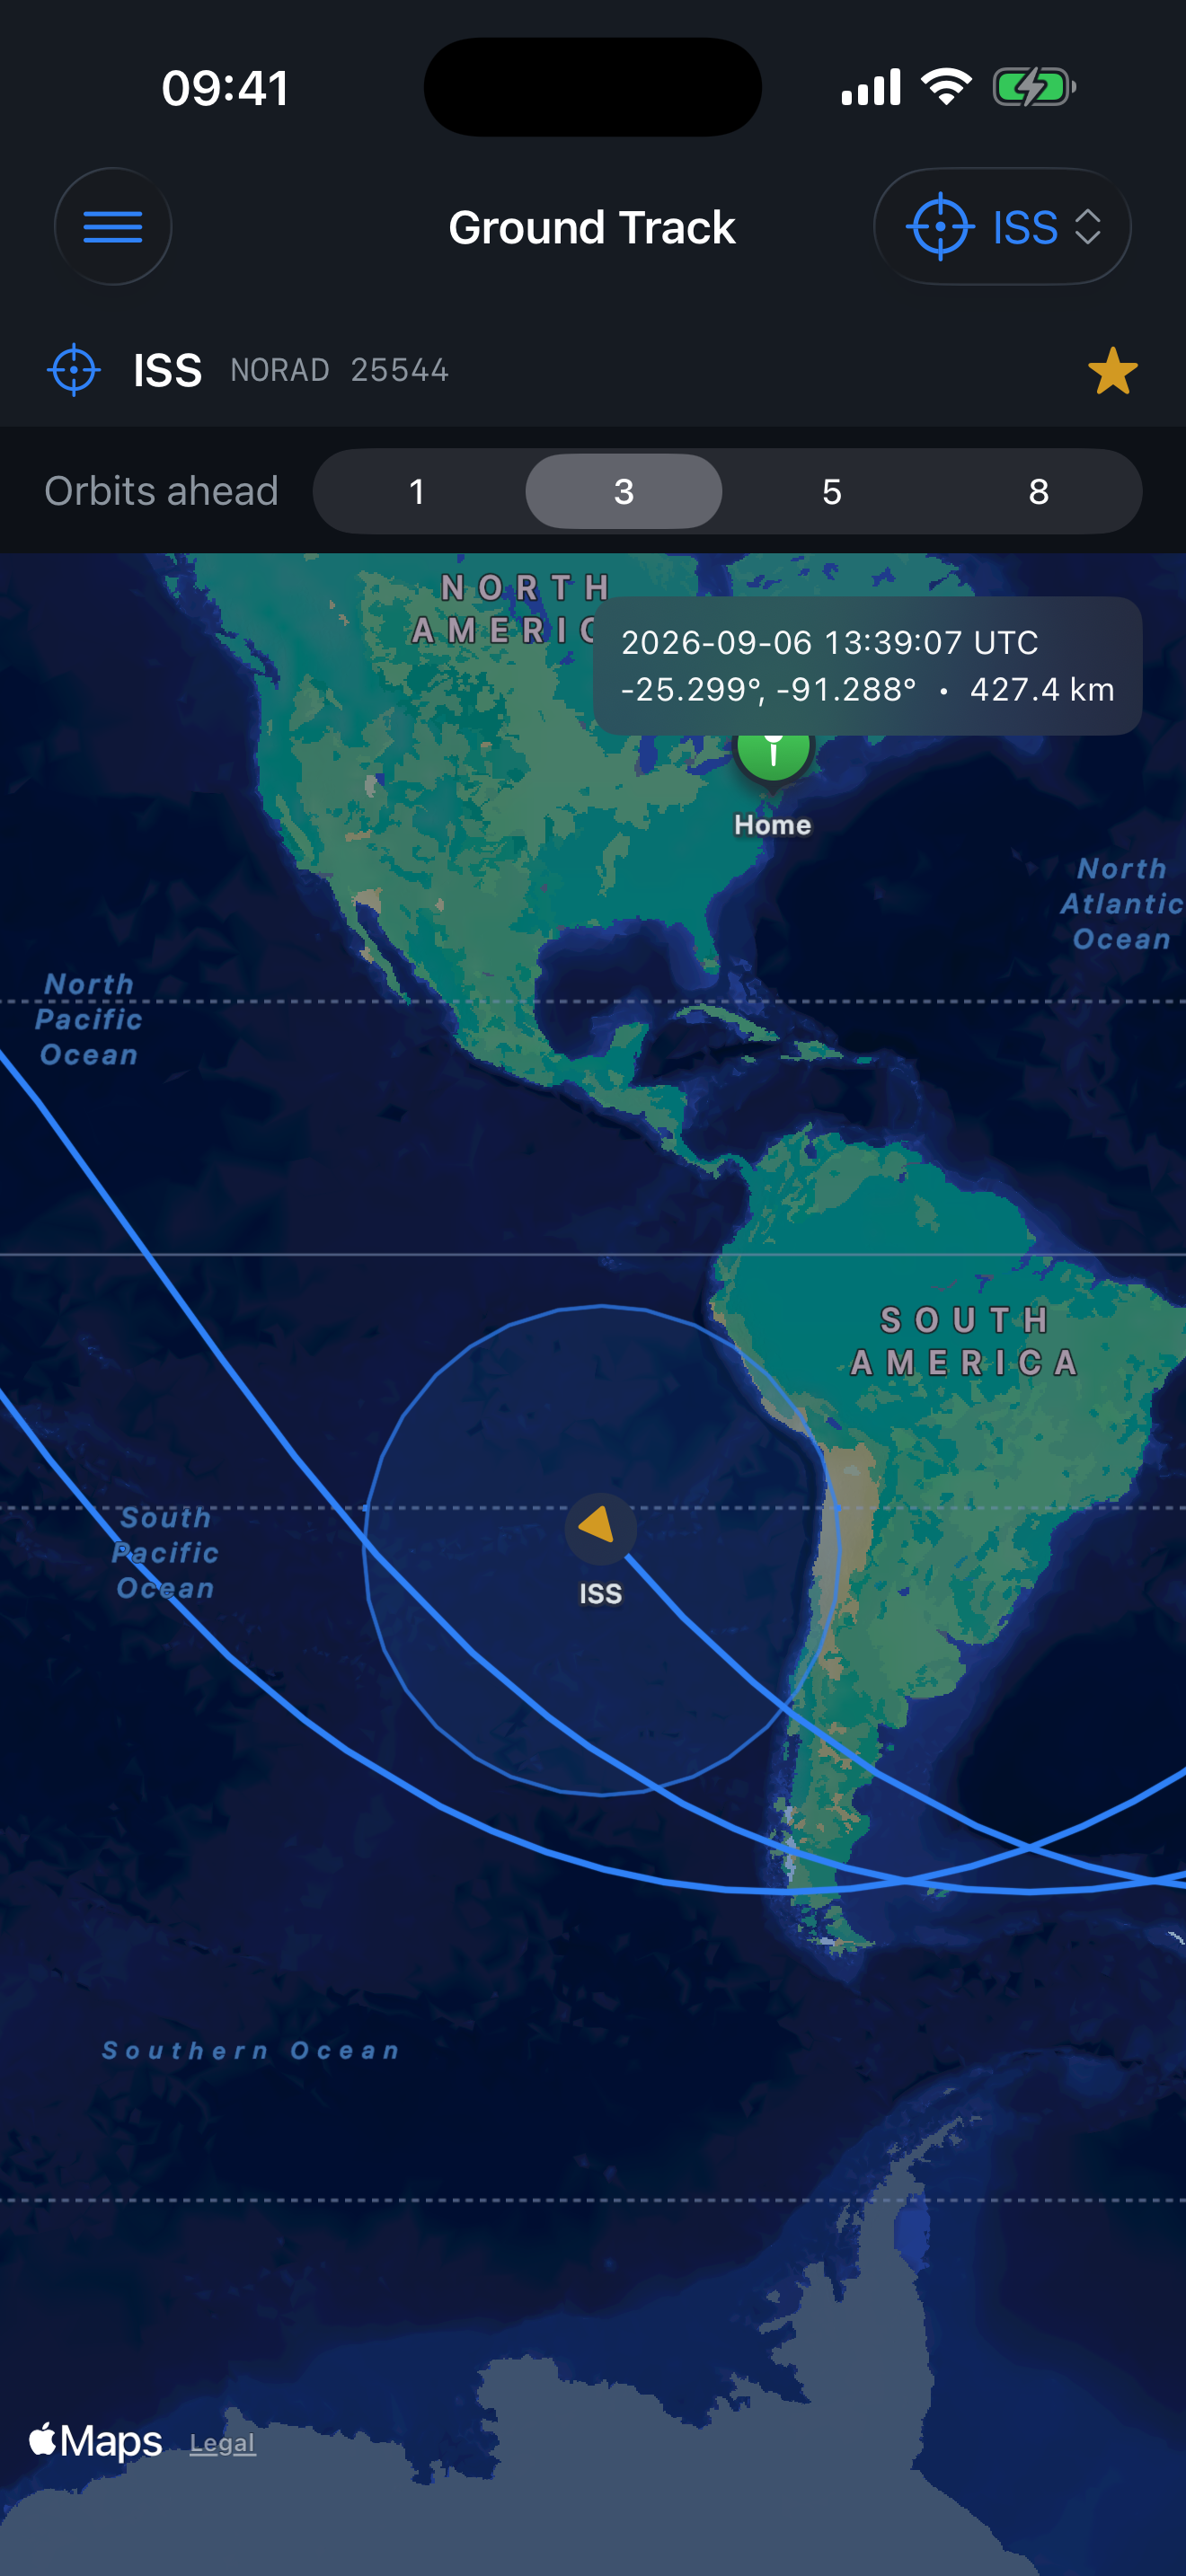 09:41
Ground Track
ISS
ISS NORAD 25544
Orbits ahead 1 3 5 8
NORTH
AMERIC
2026-09-06 13:39:07 UTC
-25.299°, -91.288° • 427.4 km
Home
North
Atlantic
Ocean
North
Pacific
Ocean
SOUTH
AMERICA
South
Pacific
Ocean
ISS
Southern Ocean
Maps Legal